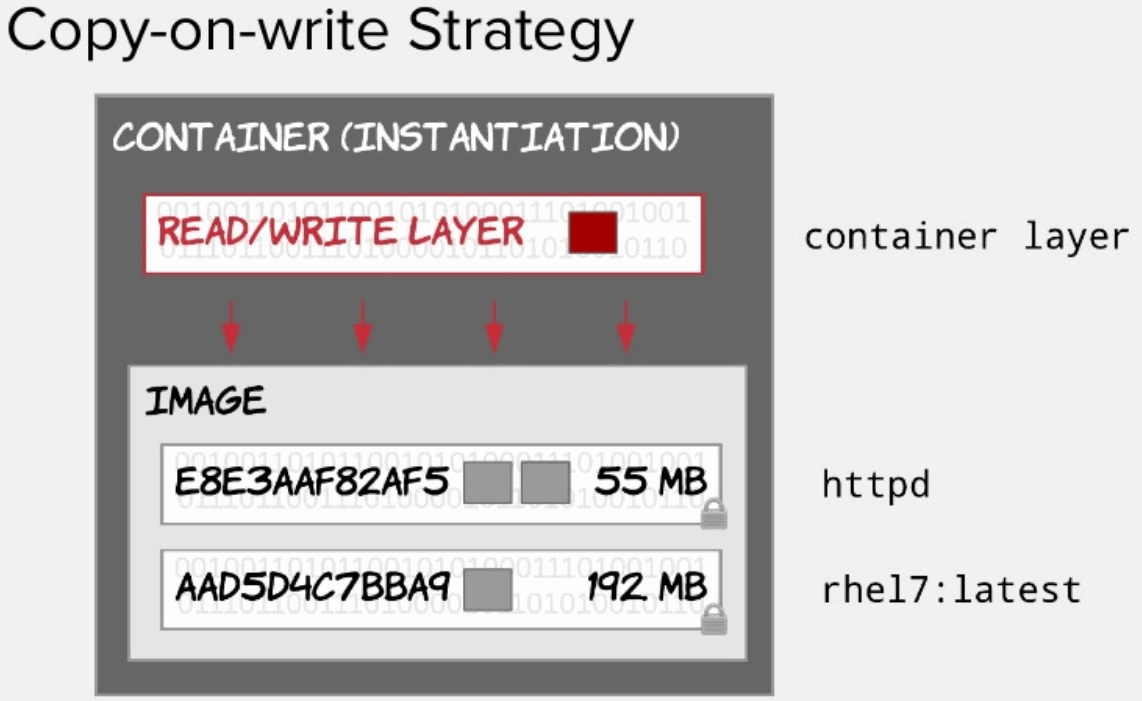 Copy-on-write Strategy
CONTAINER (INSTANTIATION)
READ/WRITE LAYER
container layer
IMAGE
E8E3AAF82AF5 55 MB
httpd
AAD5D4C7BBA9 192 MB
rhel7:latest